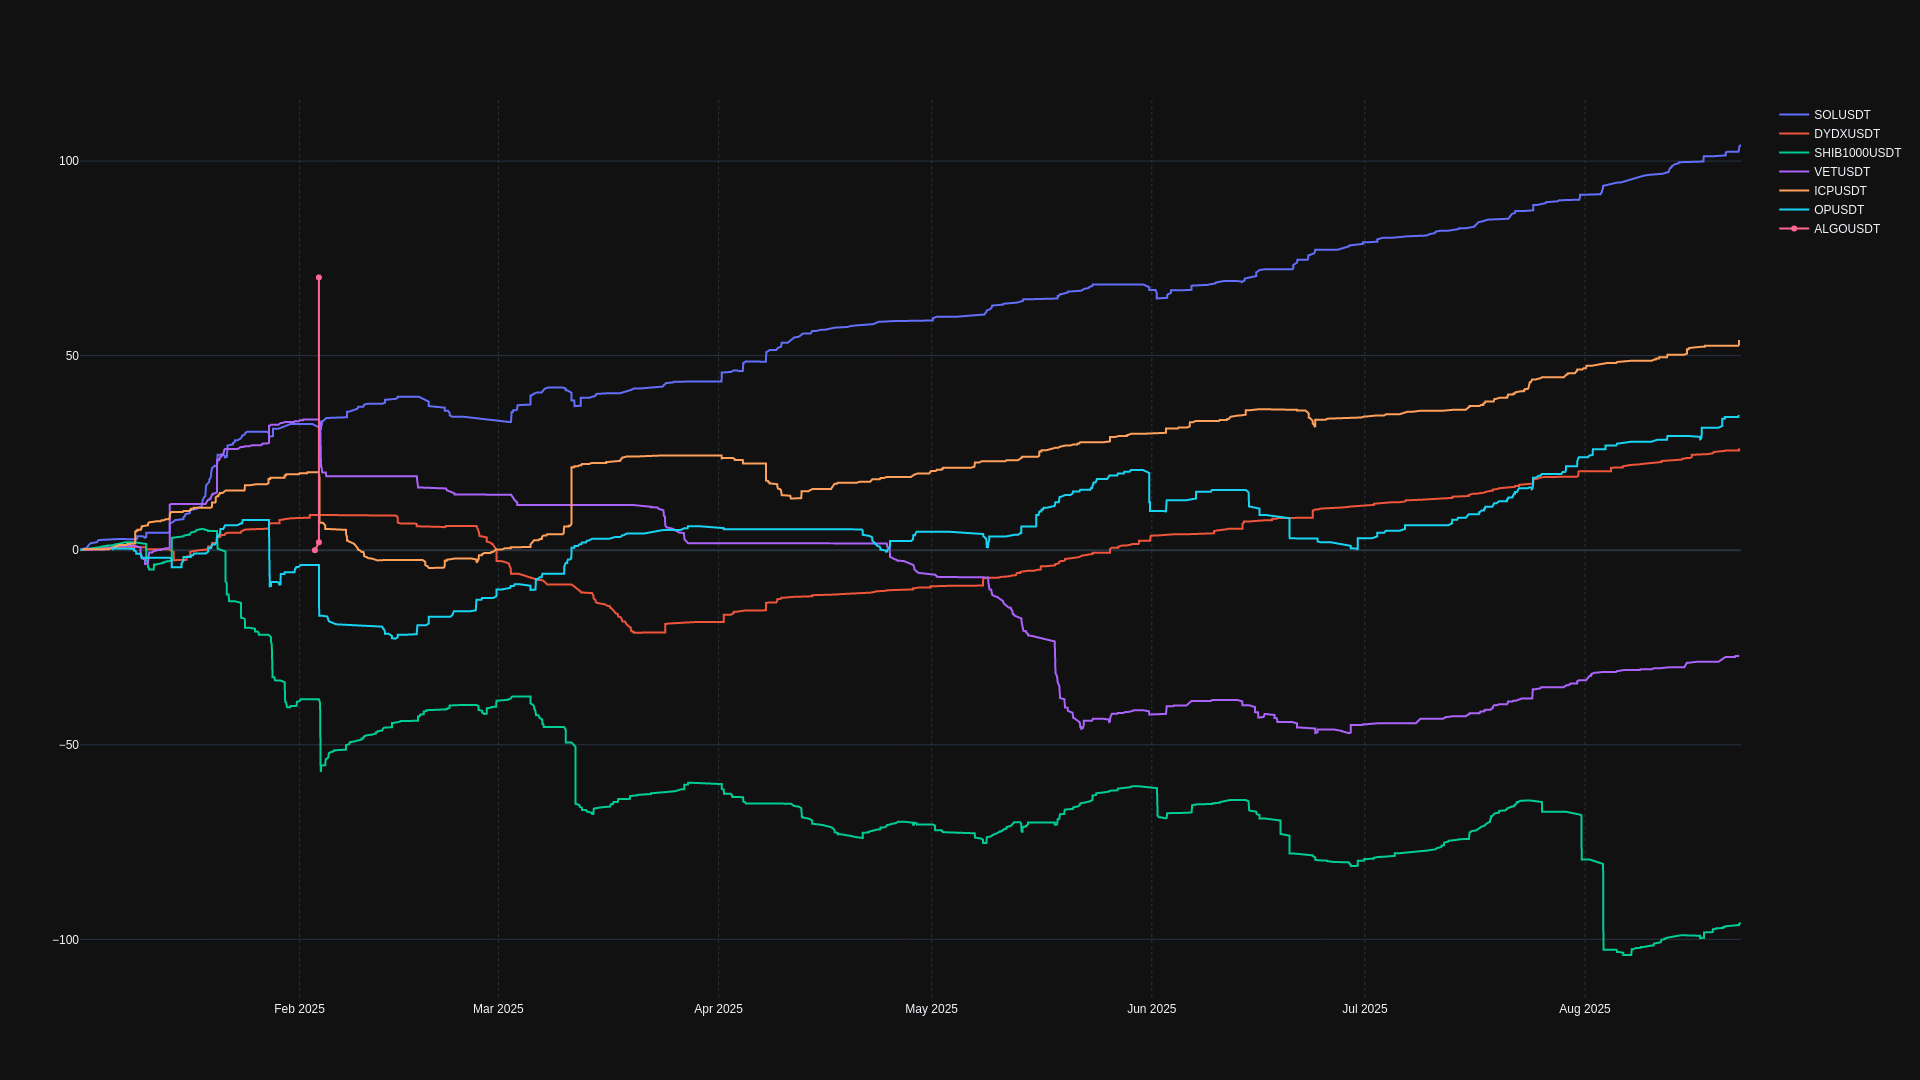 100
50
0
−50
−100
Feb 2025
Mar 2025
Apr 2025
May 2025
Jun 2025
Jul 2025
Aug 2025
SOLUSDT
DYDXUSDT
SHIB1000USDT
VETUSDT
ICPUSDT
OPUSDT
ALGOUSDT